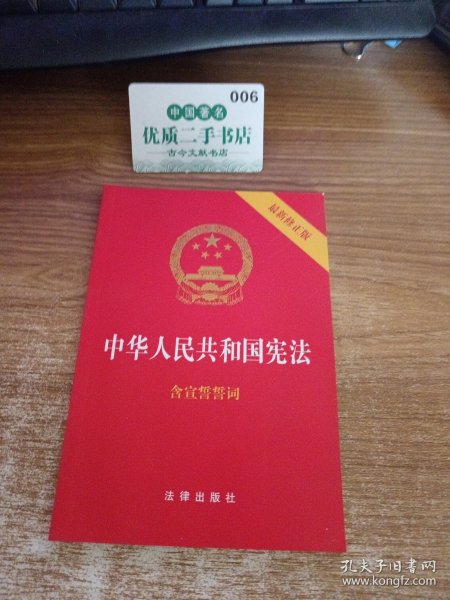 006
中国著名
优质二手书店
古今文献书店
最新修正版
中华人民共和国宪法
含宣誓誓词
法律出版社
孔夫子旧书网
www.kongfz.com